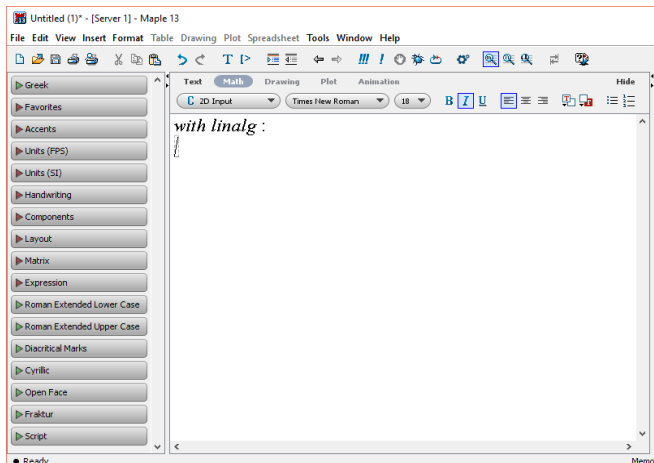 Untitled (1)* - [Server 1] - Maple 13
File Edit View Insert Format Table Drawing Plot Spreadsheet Tools Window Help
Text Math Drawing Plot Animation Hide
C 2D Input Times New Roman 18 B I U
Greek
Favorites
Accents
Units (FPS)
Units (SI)
Handwriting
Components
Layout
Matrix
Expression
Roman Extended Lower Case
Roman Extended Upper Case
Diacritical Marks
Cyrillic
Open Face
Fraktur
Script
with linalg :
Ready Memo